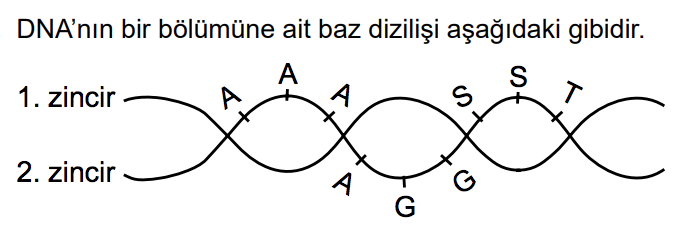 DNA’nın bir bölümüne ait baz dizilişi aşağıdaki gibidir.
1. zincir A A A S S T
2. zincir A G G